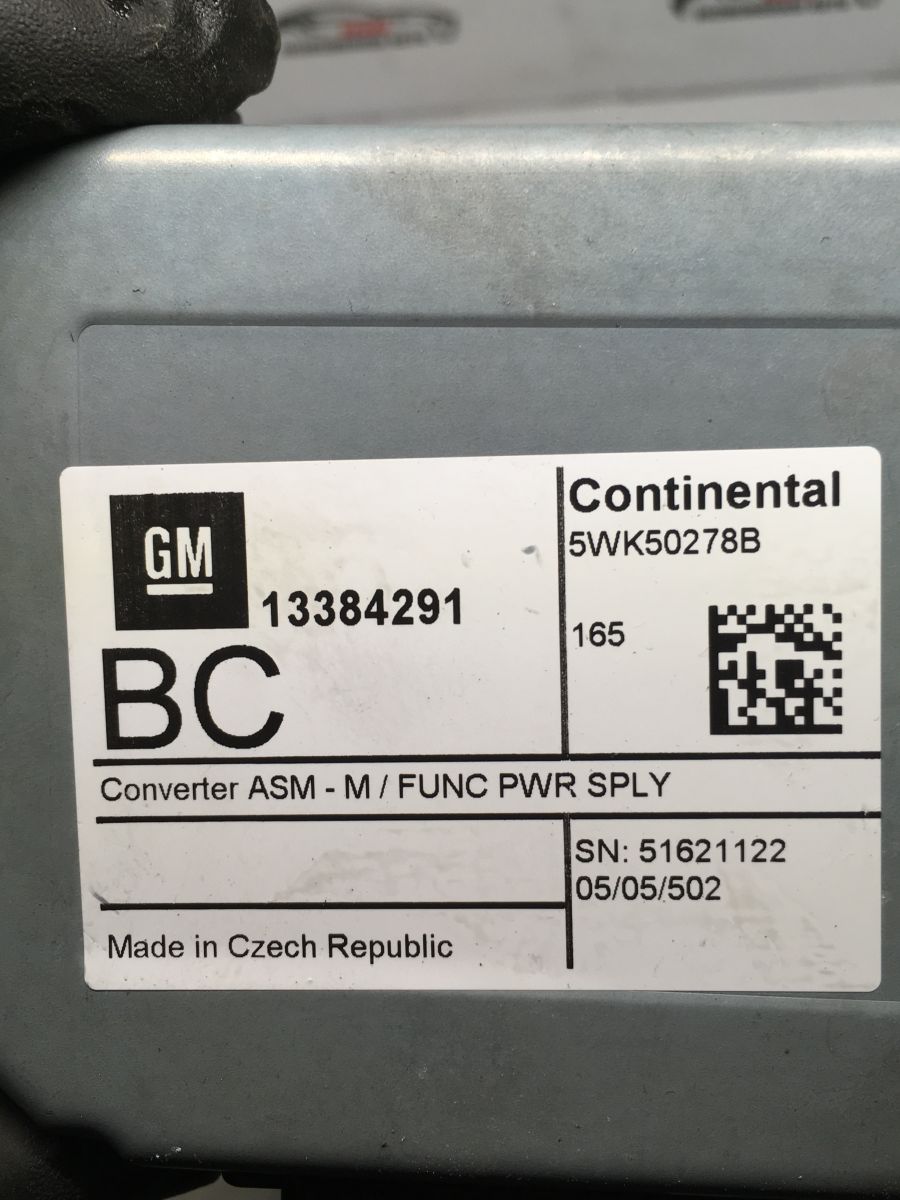 GM
13384291
BC
Continental
5WK50278B
165
Converter ASM - M / FUNC PWR SPLY
SN: 51621122
05/05/502
Made in Czech Republic